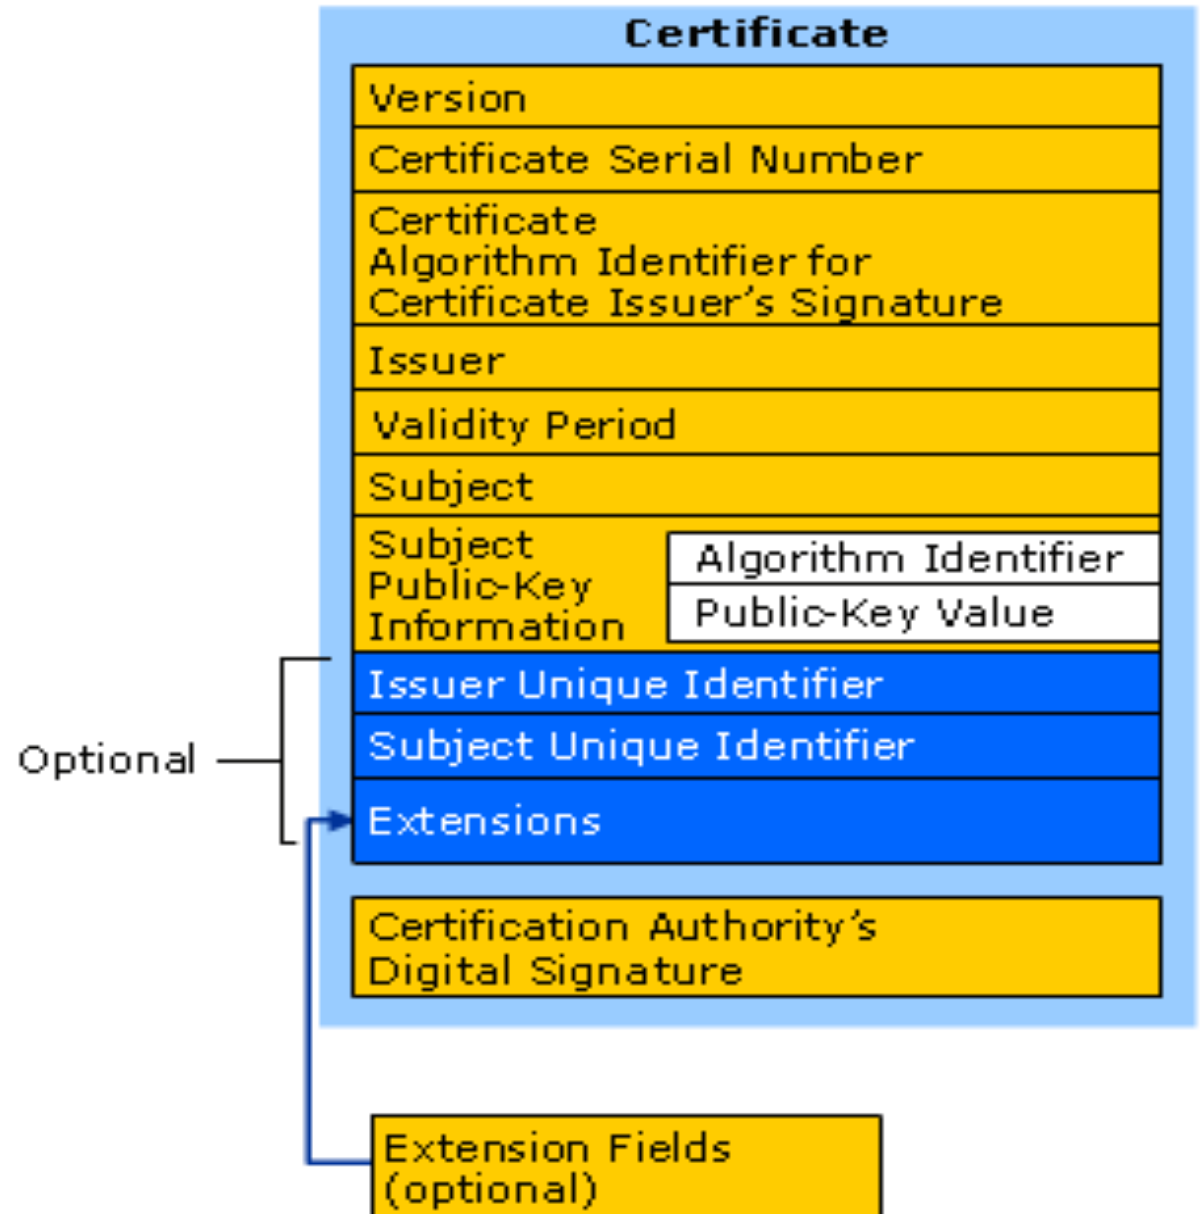 Certificate
Version
Certificate Serial Number
Certificate
Algorithm Identifier for
Certificate Issuer’s Signature
Issuer
Validity Period
Subject
Subject
Public-Key
Information
Algorithm Identifier
Public-Key Value
Optional
Issuer Unique Identifier
Subject Unique Identifier
Extensions
Certification Authority’s
Digital Signature
Extension Fields
(optional)